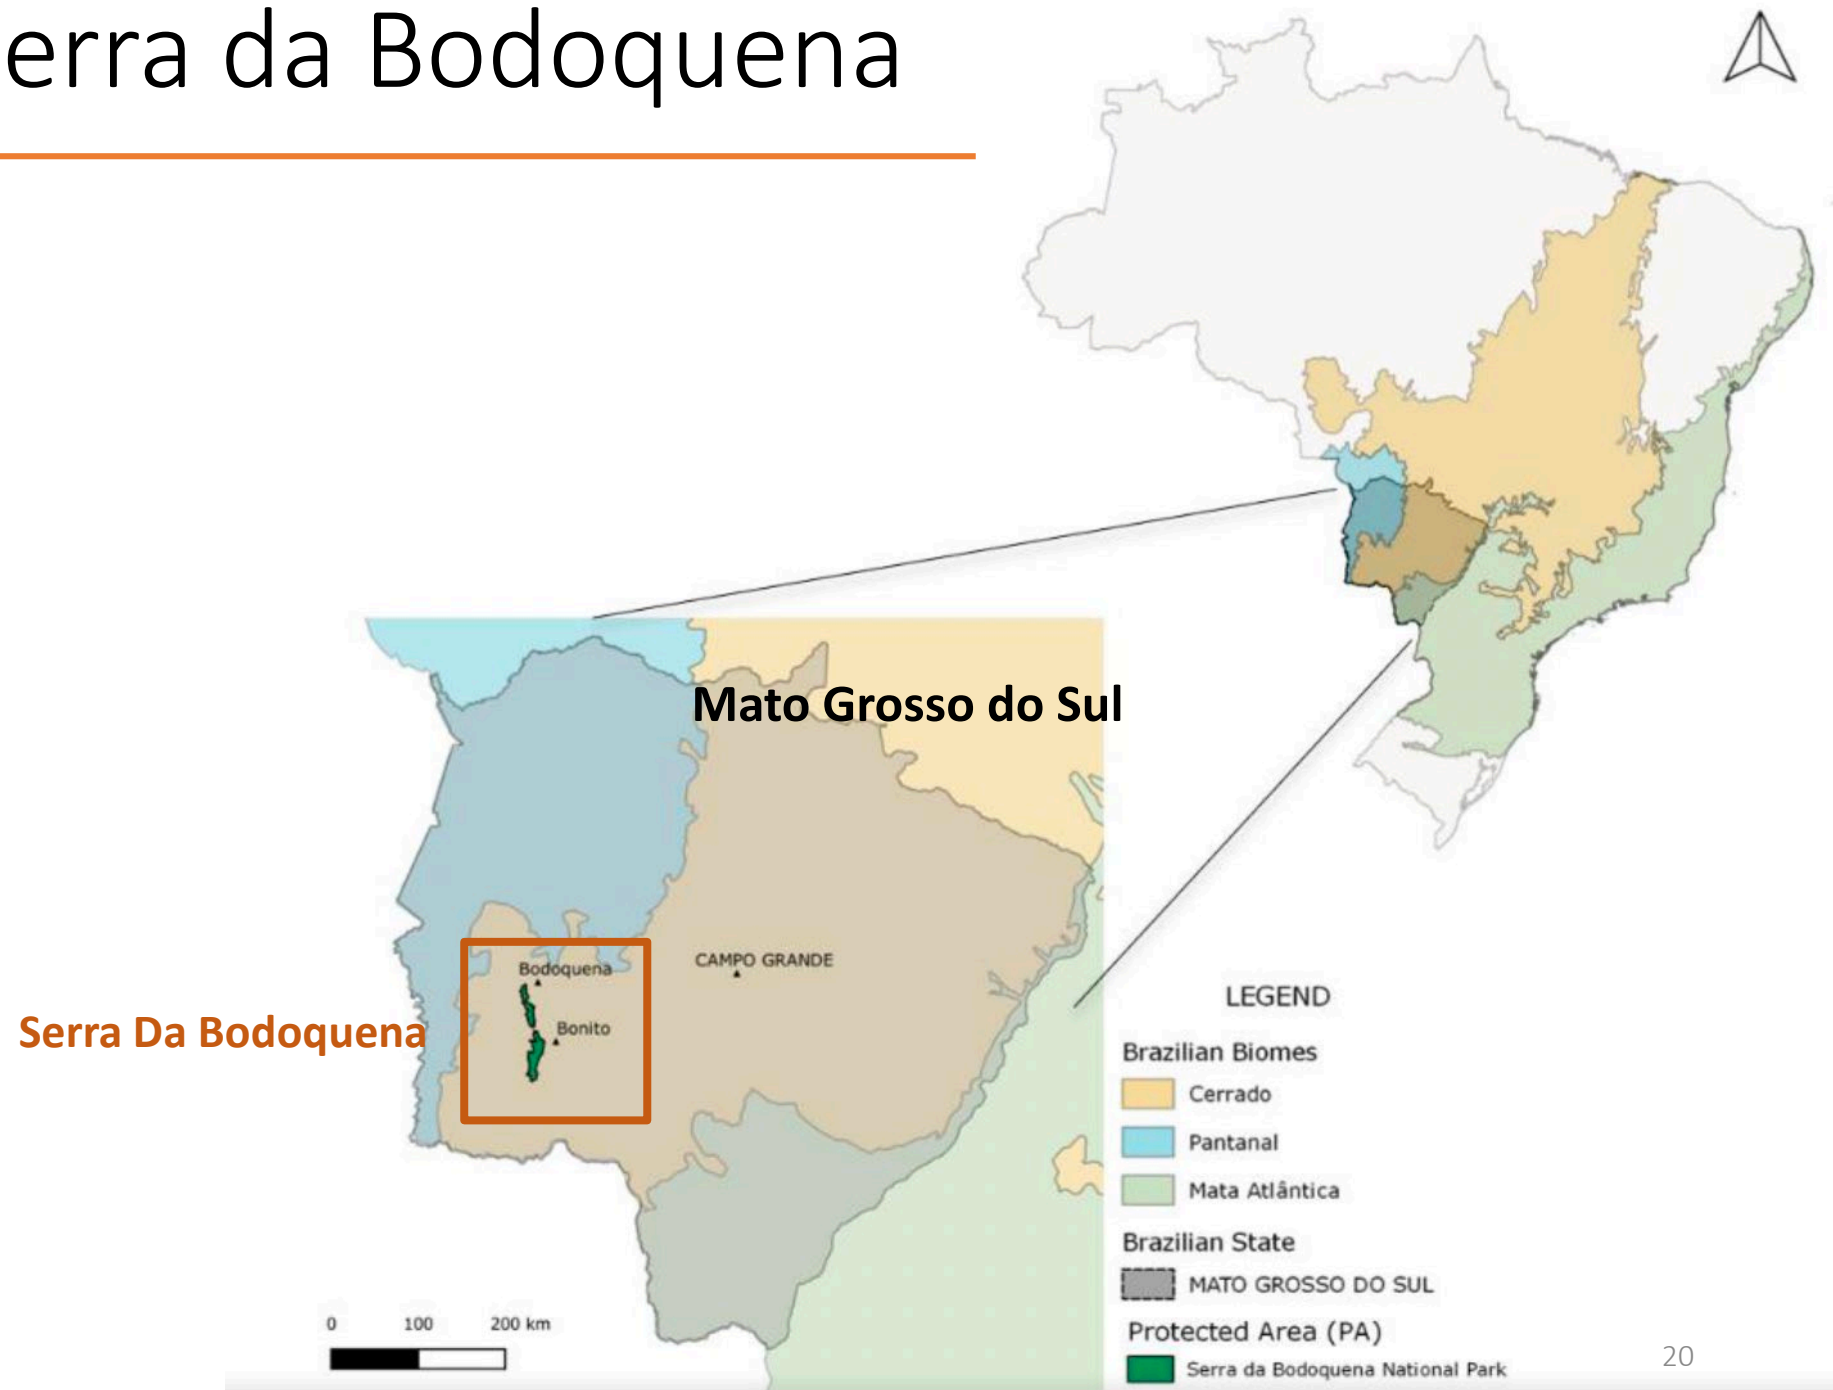 erra da Bodoquena
Mato Grosso do Sul
Bodoquena
CAMPO GRANDE
Serra Da Bodoquena
Bonito
LEGEND
Brazilian Biomes
Cerrado
Pantanal
Mata Atlântica
Brazilian State
MATO GROSSO DO SUL
0 100 200 km
Protected Area (PA)
Serra da Bodoquena National Park
20